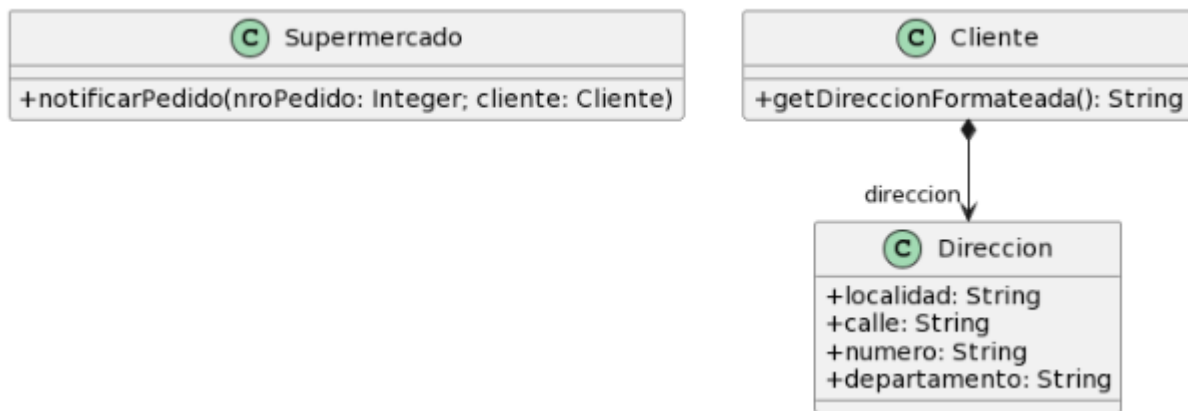 C Supermercado
+notificarPedido(nroPedido: Integer; cliente: Cliente)
C Cliente
+getDireccionFormateada(): String
direccion
C Direccion
+localidad: String
+calle: String
+numero: String
+departamento: String